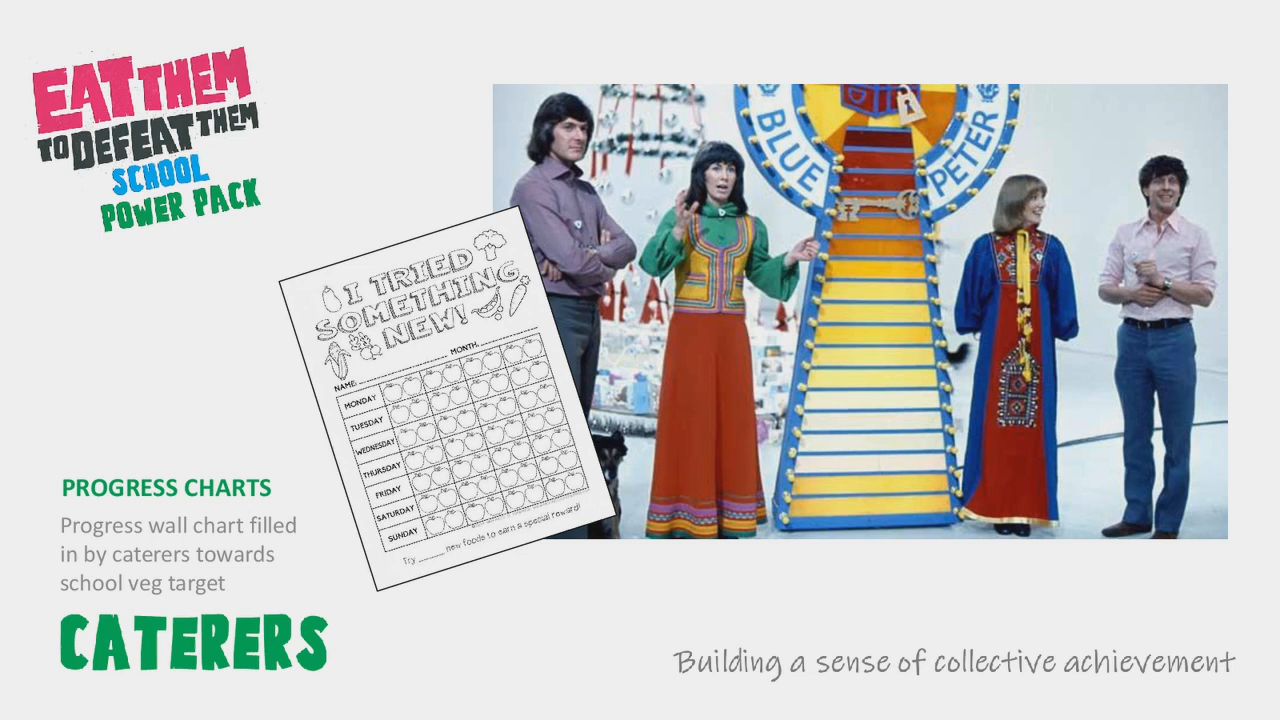 EAT THEM
TO DEFEAT THEM
SCHOOL
POWER PACK
BLUE PETER
I TRIED
SOMETHING
NEW!
NAME: MONTH:
MONDAY
TUESDAY
WEDNESDAY
THURSDAY
FRIDAY
SATURDAY
SUNDAY
Try ______ new foods to earn a special reward!
PROGRESS CHARTS
Progress wall chart filled
in by caterers towards
school veg target
CATERERS
Building a sense of collective achievement